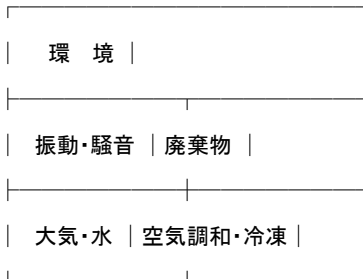 環　境
振動・騒音 廃棄物
大気・水 空気調和・冷凍